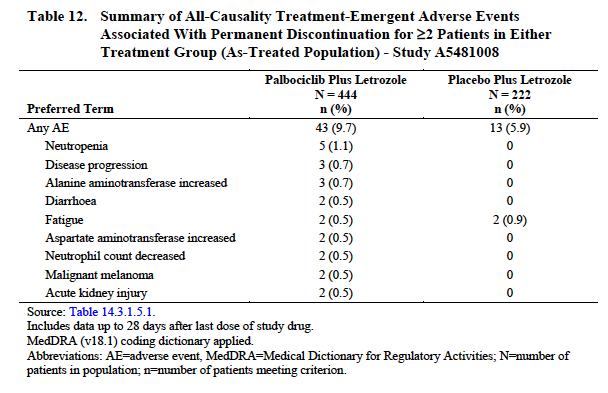 Table 12. Summary of All-Causality Treatment-Emergent Adverse Events
Associated With Permanent Discontinuation for ≥2 Patients in Either
Treatment Group (As-Treated Population) - Study A5481008
Palbociclib Plus Letrozole Placebo Plus Letrozole
N = 444 N = 222
Preferred Term n (%) n (%)
Any AE 43 (9.7) 13 (5.9)
Neutropenia 5 (1.1) 0
Disease progression 3 (0.7) 0
Alanine aminotransferase increased 3 (0.7) 0
Diarrhoea 2 (0.5) 0
Fatigue 2 (0.5) 2 (0.9)
Aspartate aminotransferase increased 2 (0.5) 0
Neutrophil count decreased 2 (0.5) 0
Malignant melanoma 2 (0.5) 0
Acute kidney injury 2 (0.5) 0
Source: Table 14.3.1.5.1.
Includes data up to 28 days after last dose of study drug.
MedDRA (v18.1) coding dictionary applied.
Abbreviations: AE=adverse event, MedDRA=Medical Dictionary for Regulatory Activities; N=number of
patients in population; n=number of patients meeting criterion.